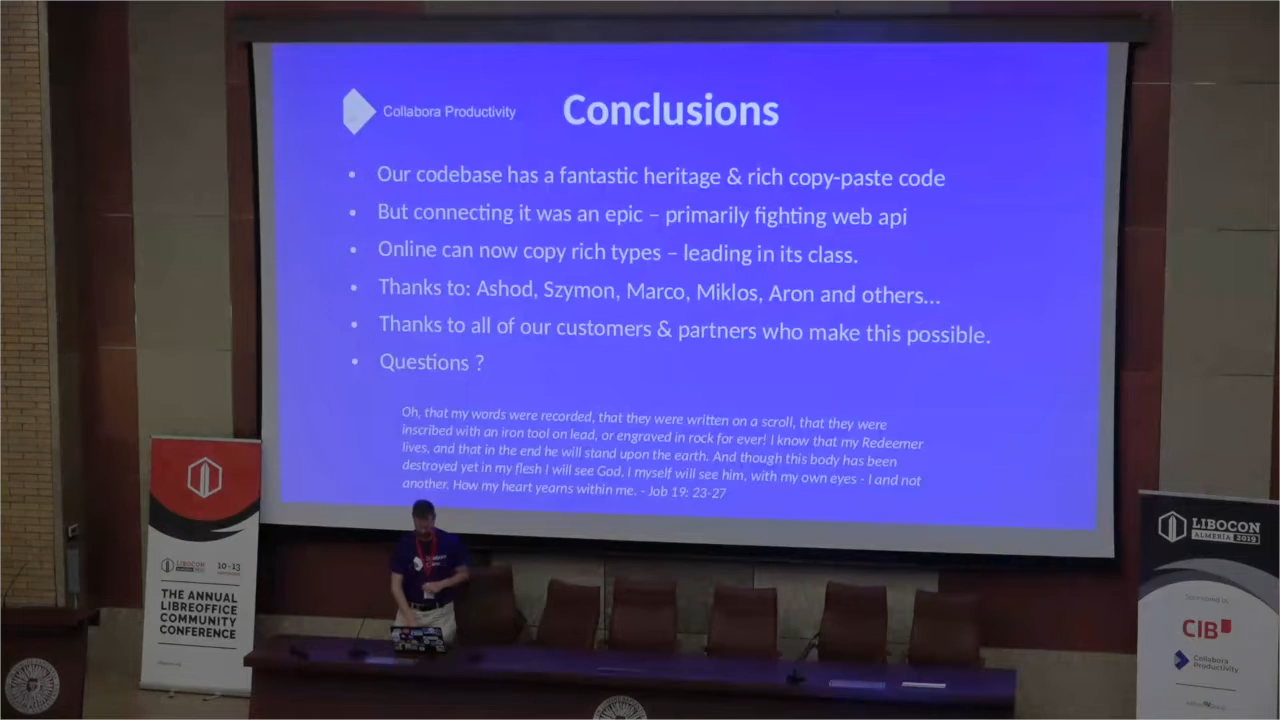 Collabora Productivity
Conclusions
• Our codebase has a fantastic heritage & rich copy-paste code
• But connecting it was an epic – primarily fighting web api
• Online can now copy rich types – leading in its class.
• Thanks to: Ashod, Szymon, Marco, Miklos, Aron and others...
• Thanks to all of our customers & partners who make this possible.
• Questions ?
Oh, that my words were recorded, that they were written on a scroll, that they were
inscribed with an iron tool on lead, or engraved in rock for ever! I know that my Redeemer
lives, and that in the end he will stand upon the earth. And though this body has been
destroyed yet in my flesh I will see God. I myself will see him, with my own eyes - I and not
another. How my heart yearns within me. - Job 19: 23-27
LIBOCON
10-13
THE ANNUAL
LIBREOFFICE
COMMUNITY
CONFERENCE
LIBOCON
ALMERÍA 2019
Sponsored by
CIB
Collabora
Productivity